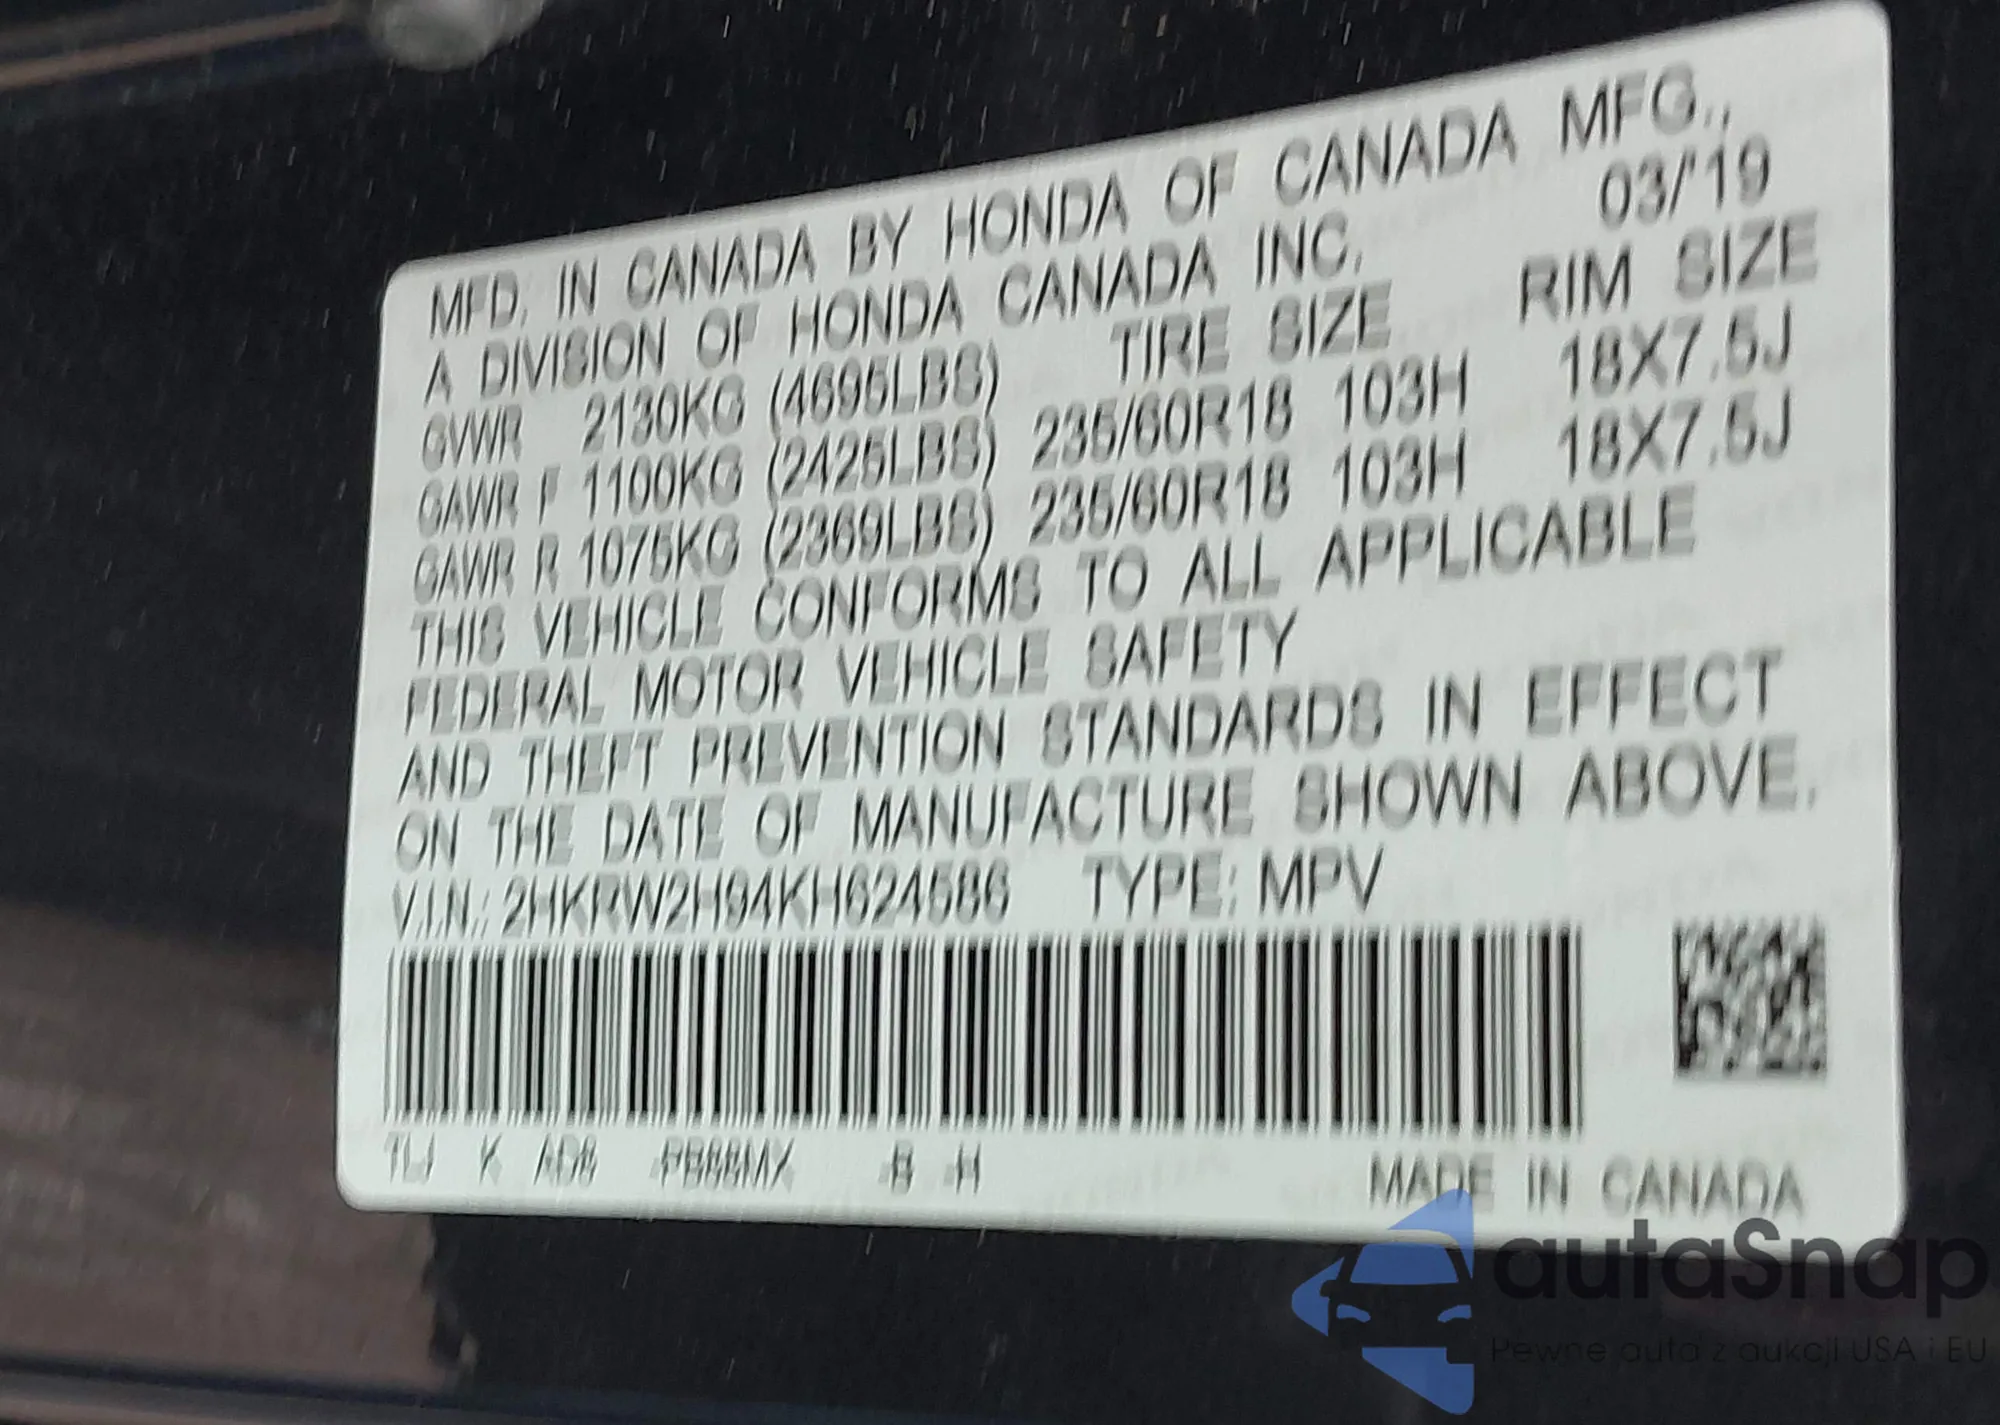 MFD. IN CANADA BY HONDA OF CANADA MFG.,
A DIVISION OF HONDA CANADA INC. 03/'19
TIRE SIZE RIM SIZE
GVWR 2130KG (4695LBS)
GAWR F 1100KG (2425LBS) 235/60R18 103H 18X7.5J
GAWR R 1075KG (2369LBS) 235/60R18 103H 18X7.5J
THIS VEHICLE CONFORMS TO ALL APPLICABLE
FEDERAL MOTOR VEHICLE SAFETY
AND THEFT PREVENTION STANDARDS IN EFFECT
ON THE DATE OF MANUFACTURE SHOWN ABOVE.
V.I.N.: 2HKRW2H94KH624586 TYPE: MPV
TLJ K AD8 -PB88MX -B -H
MADE IN CANADA
autaSnap
Pewne auta z aukcji USA i EU